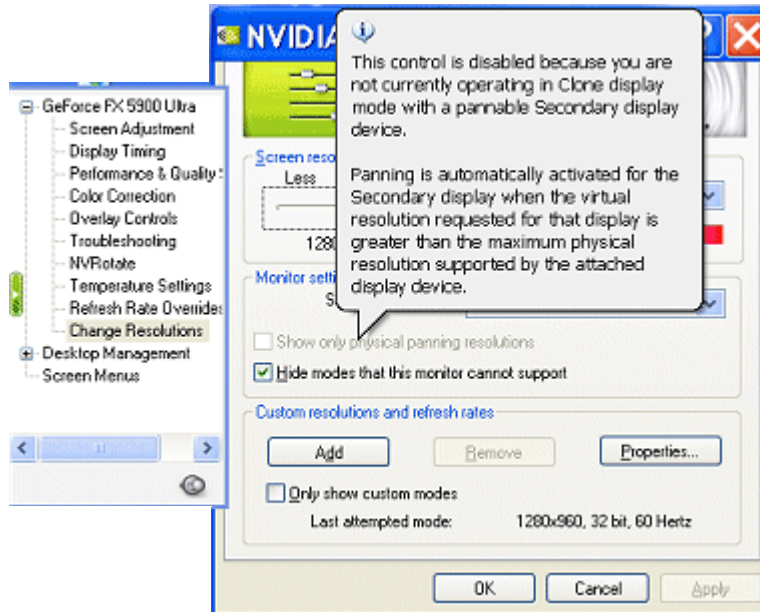 NVIDIA
This control is disabled because you are
not currently operating in Clone display
mode with a pannable Secondary display
device.
Panning is automatically activated for the
Secondary display when the virtual
resolution requested for that display is
greater than the maximum physical
resolution supported by the attached
display device.
GeForce FX 5900 Ultra
Screen Adjustment
Display Timing
Performance & Quality
Color Correction
Overlay Controls
Troubleshooting
NVRotate
Temperature Settings
Refresh Rate Overrides
Change Resolutions
Desktop Management
Screen Menus
Screen
Less
Monitor
Show only physical panning resolutions
Hide modes that this monitor cannot support
Custom resolutions and refresh rates
Add
Remove
Properties...
Only show custom modes
Last attempted mode: 1280x960, 32 bit, 60 Hertz
OK
Cancel
Apply